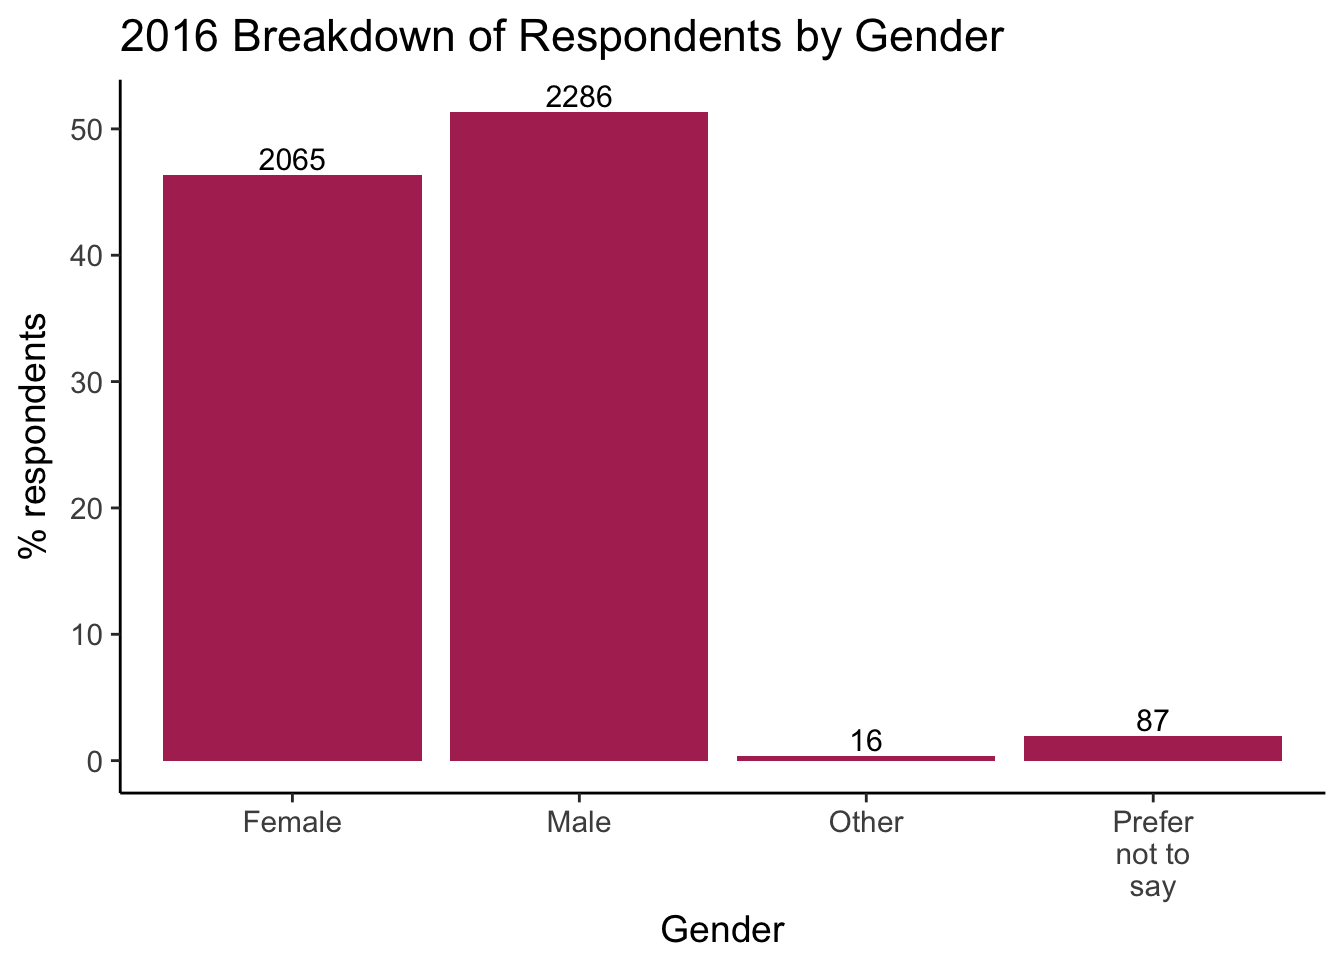 2016 Breakdown of Respondents by Gender
2286
2065
87
16
50
40
30
20
10
0
% respondents
Female
Male
Other
Prefer
not to
say
Gender